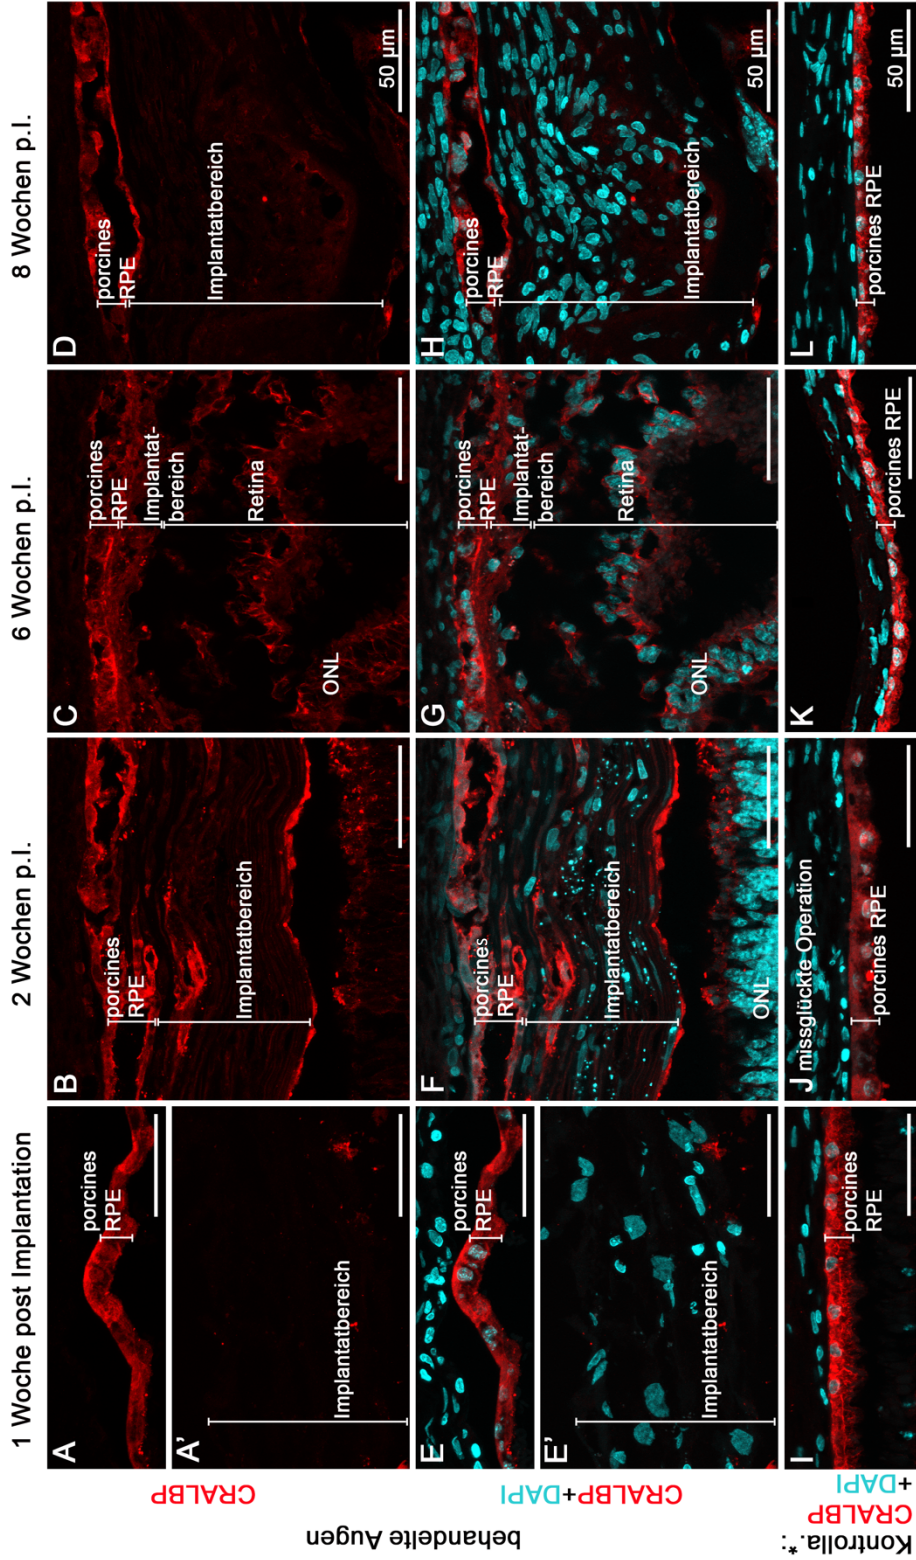 1 Woche post Implantation
2 Wochen p.I.
6 Wochen p.I.
8 Wochen p.I.
behandelte Augen
CRALBP
A
porcines
RPE
A'
Implantatbereich
B
porcines
RPE
Implantatbereich
C
porcines
RPE
Implantat-
bereich
Retina
ONL
D
porcines
RPE
Implantatbereich
50 µm
CRALBP+DAPI
E
porcines
RPE
E'
Implantatbereich
F
porcines
RPE
Implantatbereich
ONL
G
porcines
RPE
Implantat-
bereich
Retina
ONL
H
porcines
RPE
Implantatbereich
50 µm
Kontrolla.*:
CRALBP
+DAPI
I
porcines
RPE
J missglückte Operation
porcines RPE
K
porcines RPE
L
porcines RPE
50 µm